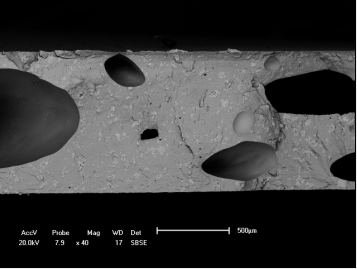 AccV Probe Mag WD Det 500µm
20.0kV 7.9 x 40 17 SBSE